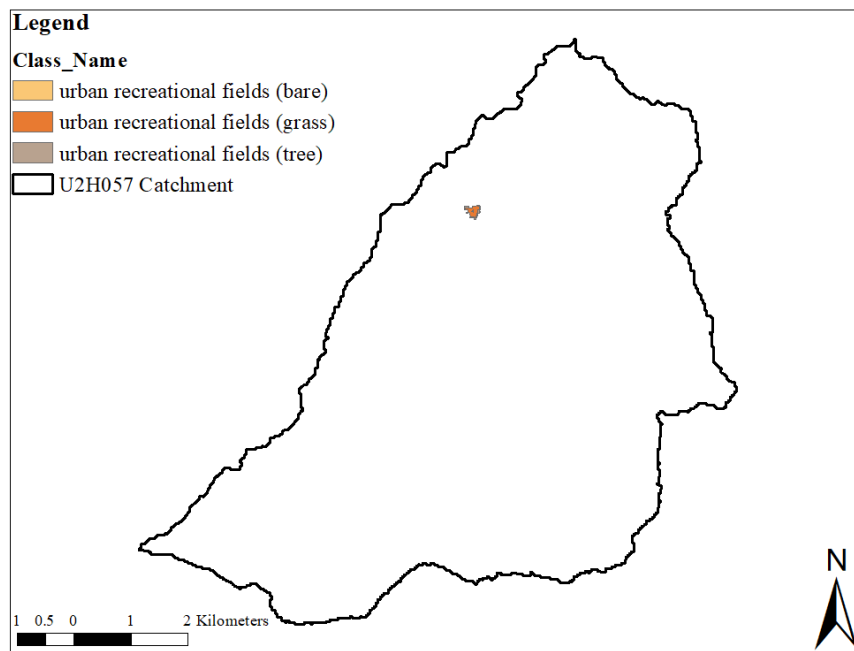 Legend
Class_Name
urban recreational fields (bare)
urban recreational fields (grass)
urban recreational fields (tree)
U2H057 Catchment
N
1 0.5 0 1 2 Kilometers